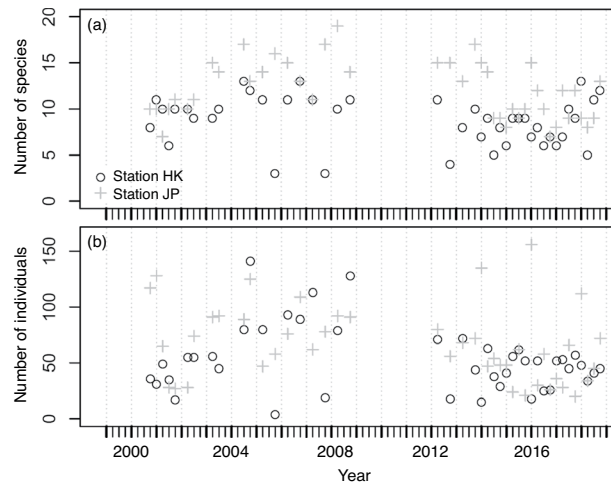 (a)
20
15
10
5
0
Number of species
Station HK
Station JP
(b)
150
100
50
0
Number of individuals
2000 2004 2008 2012 2016
Year